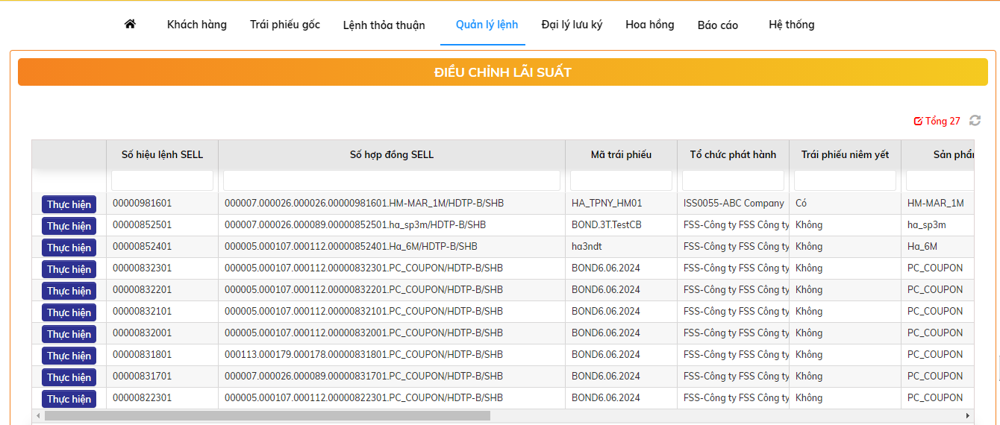 Khách hàng Trái phiếu gốc Lệnh thỏa thuận Quản lý lệnh Đại lý lưu ký Hoa hồng Báo cáo Hệ thống
ĐIỀU CHỈNH LÃI SUẤT
Tổng 27
Số hiệu lệnh SELL Số hợp đồng SELL Mã trái phiếu Tổ chức phát hành Trái phiếu niêm yết Sản phẩm
Thực hiện 00000981601 000007.000026.000026.00000981601.HM-MAR_1M/HDTP-B/SHB HA_TPNY_HM01 ISS0055-ABC Company Có HM-MAR_1M
Thực hiện 00000852501 000007.000026.000089.00000852501.ha_sp3m/HDTP-B/SHB BOND.3T.TestCB FSS-Công ty FSS Công ty Không ha_sp3m
Thực hiện 00000852401 000005.000107.000112.00000852401.Ha_6M/HDTP-B/SHB ha3ndt FSS-Công ty FSS Công ty Không Ha_6M
Thực hiện 00000832301 000005.000107.000112.00000832301.PC_COUPON/HDTP-B/SHB BOND6.06.2024 FSS-Công ty FSS Công ty Không PC_COUPON
Thực hiện 00000832201 000005.000107.000112.00000832201.PC_COUPON/HDTP-B/SHB BOND6.06.2024 FSS-Công ty FSS Công ty Không PC_COUPON
Thực hiện 00000832101 000005.000107.000112.00000832101.PC_COUPON/HDTP-B/SHB BOND6.06.2024 FSS-Công ty FSS Công ty Không PC_COUPON
Thực hiện 00000832001 000005.000107.000112.00000832001.PC_COUPON/HDTP-B/SHB BOND6.06.2024 FSS-Công ty FSS Công ty Không PC_COUPON
Thực hiện 00000831801 000113.000179.000178.00000831801.PC_COUPON/HDTP-B/SHB BOND6.06.2024 FSS-Công ty FSS Công ty Không PC_COUPON
Thực hiện 00000831701 000007.000026.000089.00000831701.PC_COUPON/HDTP-B/SHB BOND6.06.2024 FSS-Công ty FSS Công ty Không PC_COUPON
Thực hiện 00000822301 000005.000107.000112.00000822301.PC_COUPON/HDTP-B/SHB BOND6.06.2024 FSS-Công ty FSS Công ty Không PC_COUPON